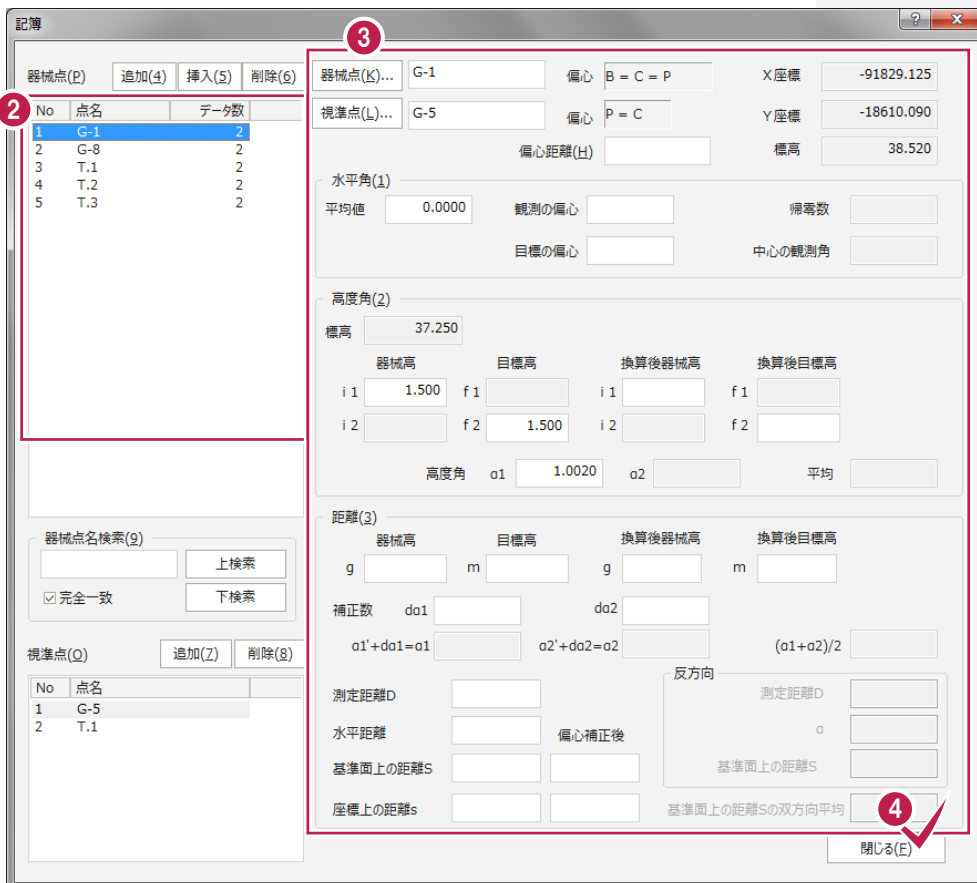 記簿
?
x
3
器械点(P) 追加(4) 挿入(5) 削除(6)
2
No 点名 データ数
1 G-1 2
2 G-8 2
3 T.1 2
4 T.2 2
5 T.3 2
器械点名検索(9)
上検索
完全一致 下検索
視準点(O) 追加(7) 削除(8)
No 点名
1 G-5
2 T.1
器械点(K)... G-1 偏心 B = C = P X座標 -91829.125
視準点(L)... G-5 偏心 P = C Y座標 -18610.090
偏心距離(H) 標高 38.520
水平角(1)
平均値 0.0000 観測の偏心 帰零数
目標の偏心 中心の観測角
高度角(2)
標高 37.250
器械高 目標高 換算後器械高 換算後目標高
i 1 1.500 f 1 i 1 f 1
i 2 f 2 1.500 i 2 f 2
高度角 α1 1.0020 α2 平均
距離(3)
器械高 目標高 換算後器械高 換算後目標高
g m g m
補正数 dα1 dα2
α1'+dα1=α1 α2'+dα2=α2 (α1+α2)/2
反方向
測定距離D 測定距離D
水平距離 偏心補正後 α
基準面上の距離S 基準面上の距離S
座標上の距離s 基準面上の距離Sの双方向平均
4
閉じる(F)